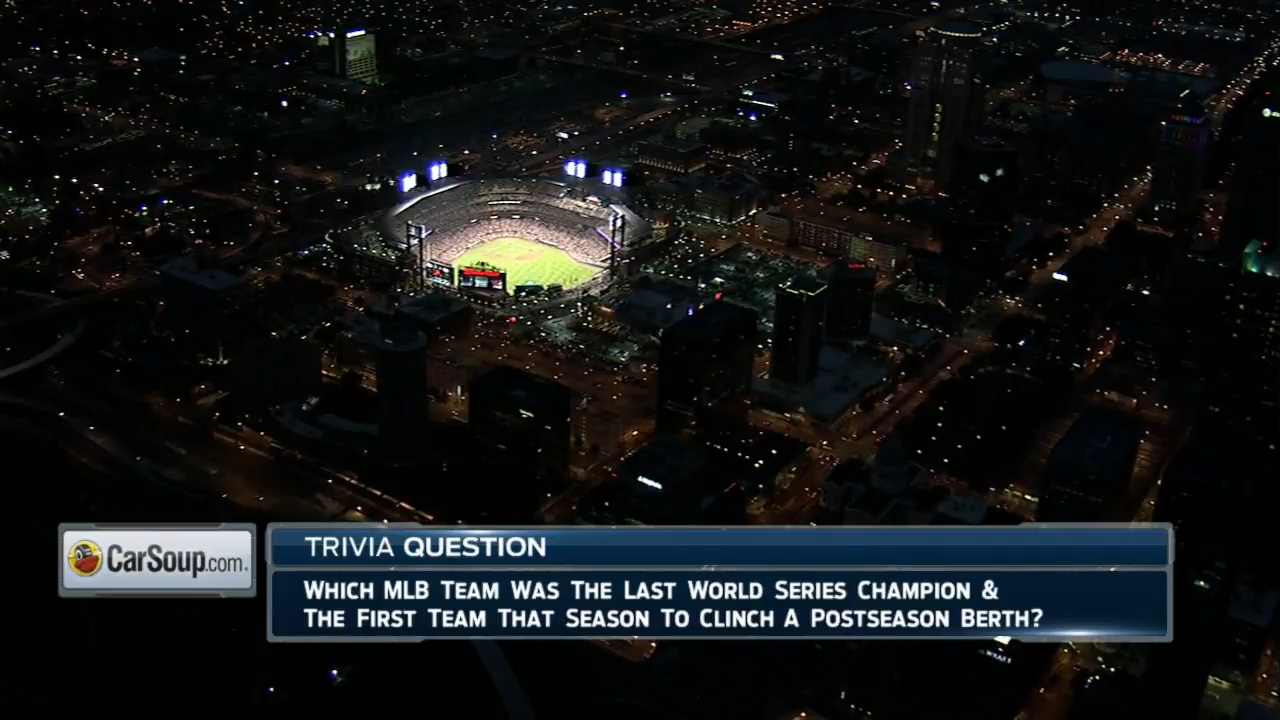 CarSoup.com
TRIVIA QUESTION
WHICH MLB TEAM WAS THE LAST WORLD SERIES CHAMPION &
THE FIRST TEAM THAT SEASON TO CLINCH A POSTSEASON BERTH?